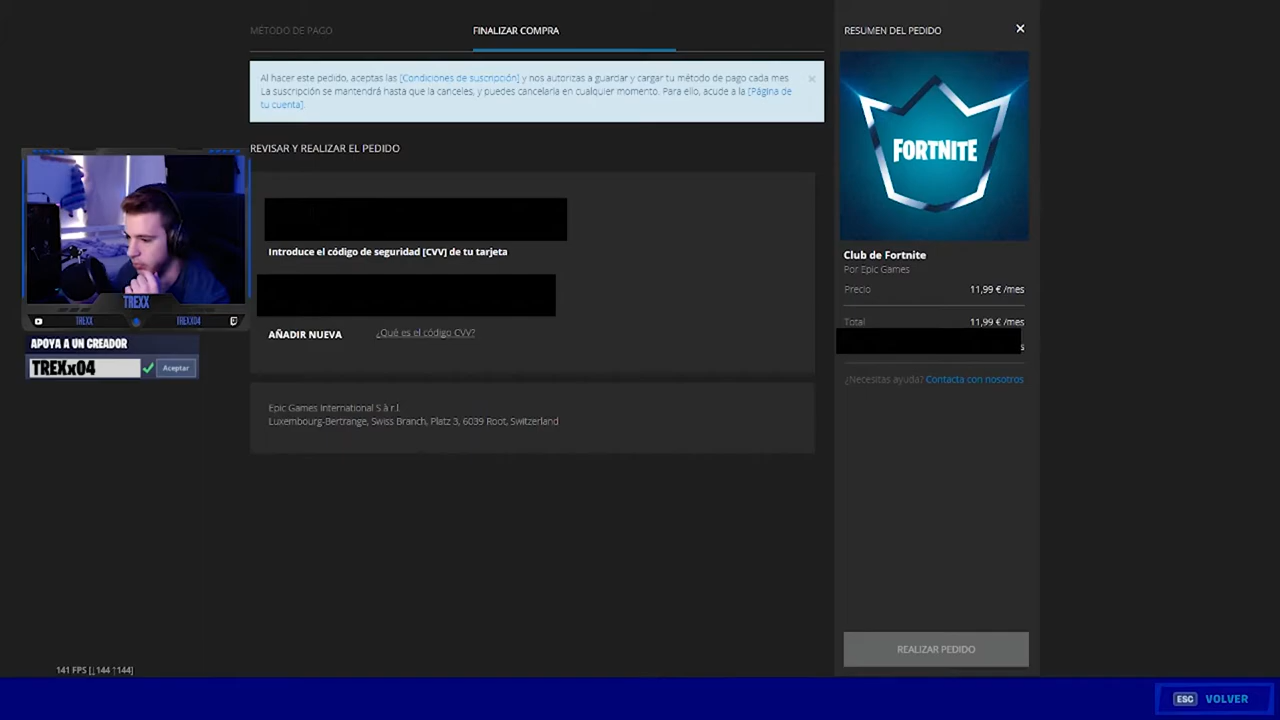 MÉTODO DE PAGO
FINALIZAR COMPRA
Al hacer este pedido, aceptas las [Condiciones de suscripción] y nos autorizas a guardar y cargar tu método de pago cada mes.
La suscripción se mantendrá hasta que la canceles, y puedes cancelarla en cualquier momento. Para ello, acude a la [Página de
tu cuenta].
REVISAR Y REALIZAR EL PEDIDO
Introduce el código de seguridad [CVV] de tu tarjeta
AÑADIR NUEVA
¿Qué es el código CVV?
Epic Games International S.à r.l.
Luxembourg-Bertrange, Swiss Branch, Platz 3, 6039 Root, Switzerland
TREXX
TREXX
TREXX04
APOYA A UN CREADOR
TREXx04
Aceptar
RESUMEN DEL PEDIDO
FORTNITE
Club de Fortnite
Por Epic Games
Precio 11,99 € /mes
Total 11,99 € /mes
s
¿Necesitas ayuda? Contacta con nosotros
REALIZAR PEDIDO
141 FPS [↓144 ↑144]
ESC VOLVER